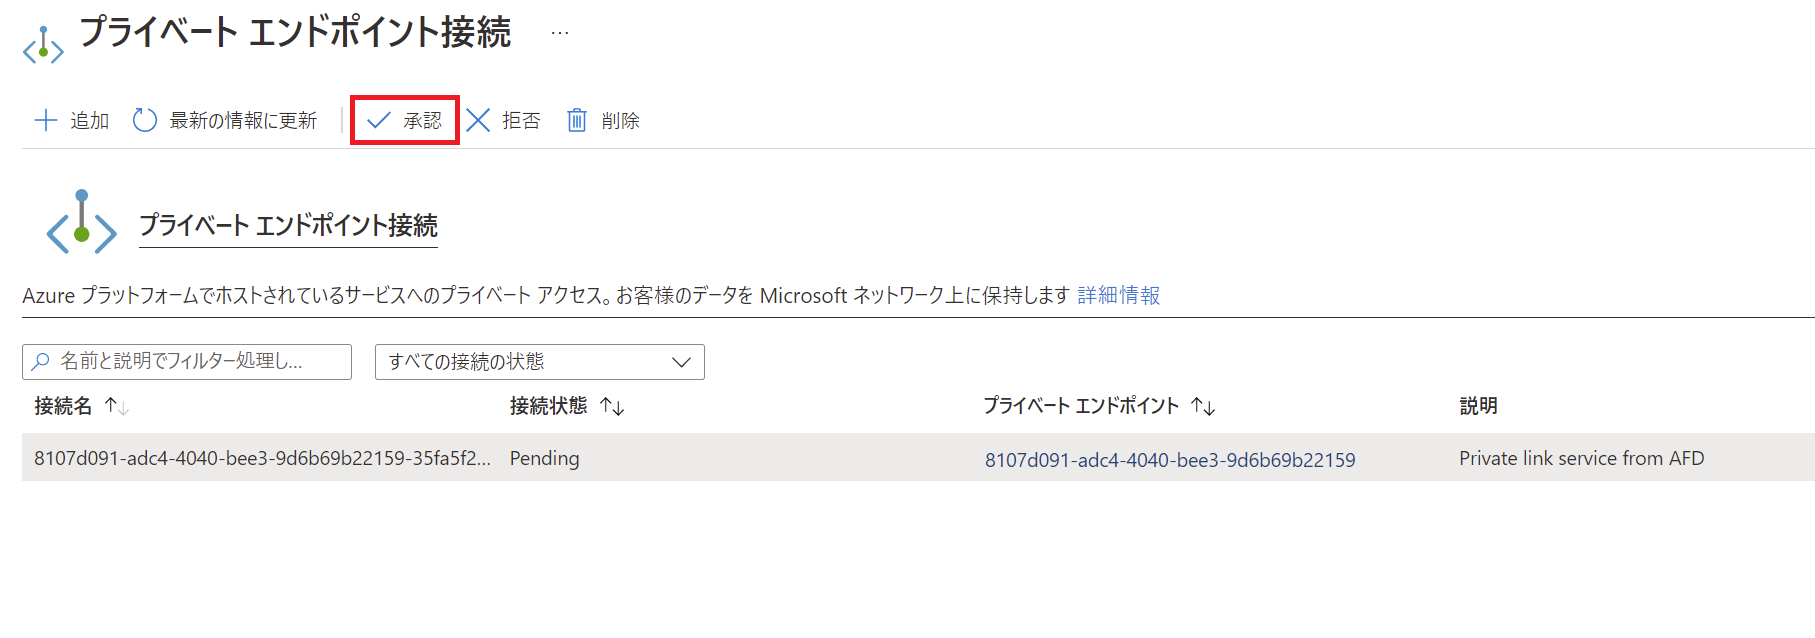 プライベート エンドポイント接続 …
追加 最新の情報に更新 承認 拒否 削除
プライベート エンドポイント接続
Azure プラットフォームでホストされているサービスへのプライベート アクセス。お客様のデータを Microsoft ネットワーク上に保持します 詳細情報
名前と説明でフィルター処理し... すべての接続の状態
接続名 ↑↓ 接続状態 ↑↓ プライベート エンドポイント ↑↓ 説明
8107d091-adc4-4040-bee3-9d6b69b22159-35fa5f2... Pending 8107d091-adc4-4040-bee3-9d6b69b22159 Private link service from AFD